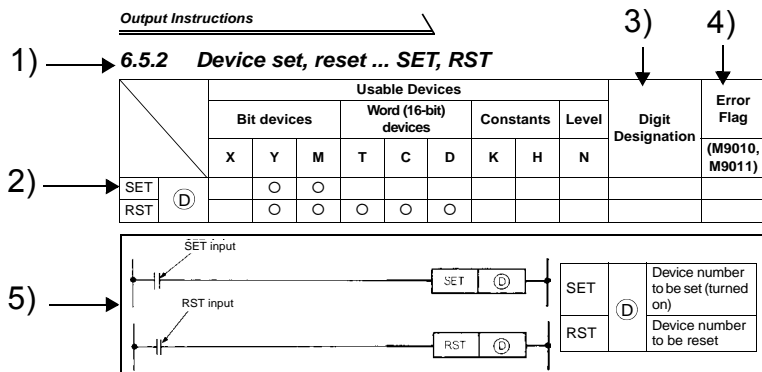 Output Instructions
3)
4)
1)
6.5.2 Device set, reset ... SET, RST
Usable Devices
Digit Designation
Error Flag
Bit devices
Word (16-bit) devices
Constants
Level
(M9010, M9011)
X Y M T C D K H N
2)
SET D O O
RST O O O O O
5)
SET input
SET D
RST input
RST D
SET D Device number to be set (turned on)
RST Device number to be reset